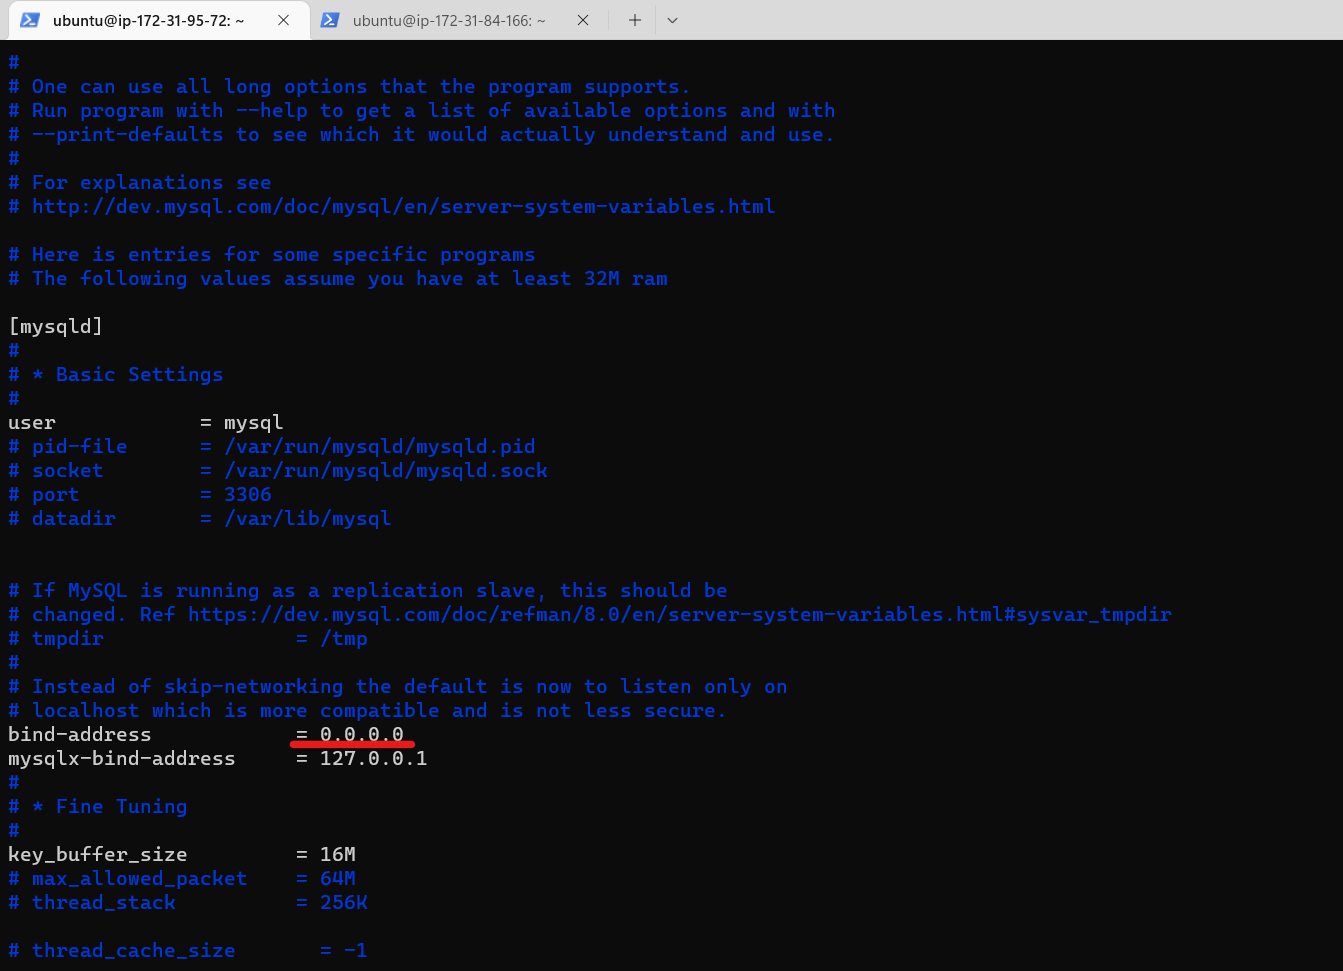 ubuntu@ip-172-31-95-72: ~
ubuntu@ip-172-31-84-166: ~
#
# One can use all long options that the program supports.
# Run program with --help to get a list of available options and with
# --print-defaults to see which it would actually understand and use.
#
# For explanations see
# http://dev.mysql.com/doc/mysql/en/server-system-variables.html
# Here is entries for some specific programs
# The following values assume you have at least 32M ram
[mysqld]
#
# * Basic Settings
#
user            = mysql
# pid-file      = /var/run/mysqld/mysqld.pid
# socket        = /var/run/mysqld/mysqld.sock
# port          = 3306
# datadir       = /var/lib/mysql
# If MySQL is running as a replication slave, this should be
# changed. Ref https://dev.mysql.com/doc/refman/8.0/en/server-system-variables.html#sysvar_tmpdir
# tmpdir                = /tmp
#
# Instead of skip-networking the default is now to listen only on
# localhost which is more compatible and is not less secure.
bind-address            = 0.0.0.0
mysqlx-bind-address     = 127.0.0.1
#
# * Fine Tuning
#
key_buffer_size         = 16M
# max_allowed_packet    = 64M
# thread_stack          = 256K
# thread_cache_size       = -1